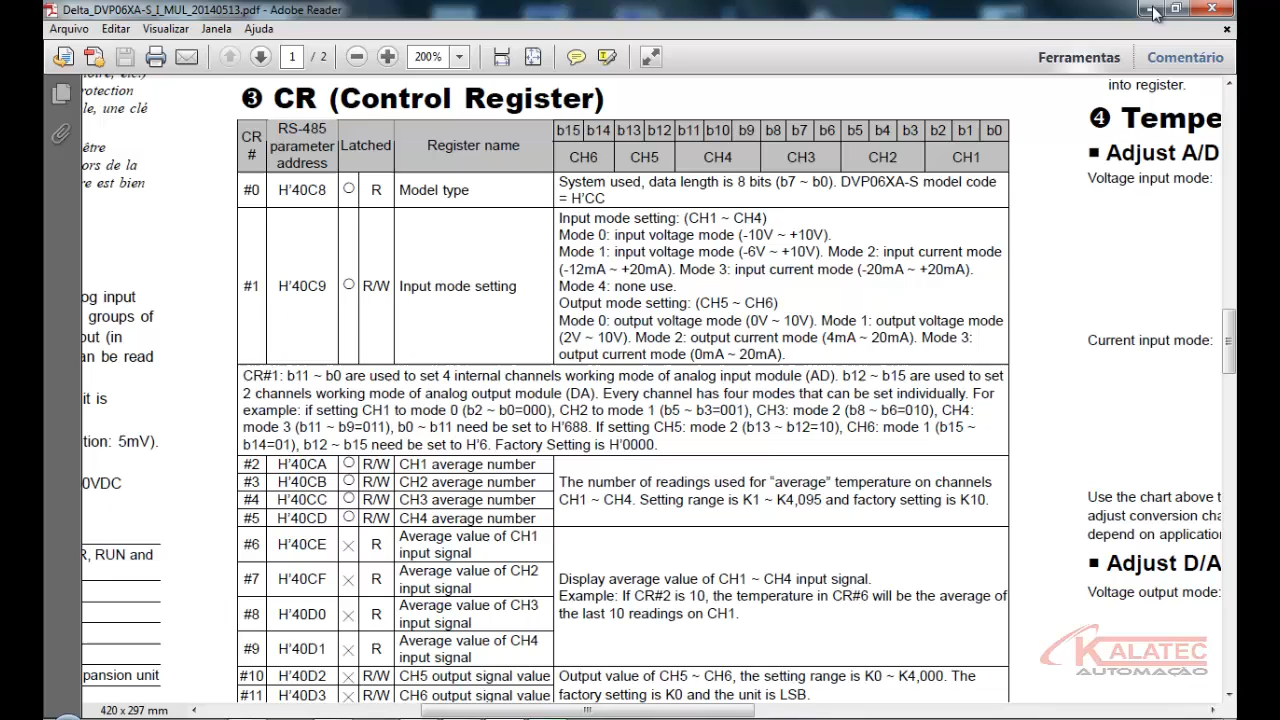 Delta_DVP06XA-S_I_MUL_20140513.pdf - Adobe Reader
Arquivo Editar Visualizar Janela Ajuda
1 / 2 200% Ferramentas Comentário
rotection
le, une clé
être
ors de la
re est bien
og input
groups of
put (in
an be read
it is
tion: 5mV).
0VDC
R, RUN and
pansion unit
❸ CR (Control Register)
CR # RS-485 parameter address Latched Register name b15 b14 b13 b12 b11 b10 b9 b8 b7 b6 b5 b4 b3 b2 b1 b0
CH6 CH5 CH4 CH3 CH2 CH1
#0 H'40C8 ○ R Model type System used, data length is 8 bits (b7 ~ b0). DVP06XA-S model code
= H'CC
#1 H'40C9 ○ R/W Input mode setting
Input mode setting: (CH1 ~ CH4)
Mode 0: input voltage mode (-10V ~ +10V).
Mode 1: input voltage mode (-6V ~ +10V). Mode 2: input current mode
(-12mA ~ +20mA). Mode 3: input current mode (-20mA ~ +20mA).
Mode 4: none use.
Output mode setting: (CH5 ~ CH6)
Mode 0: output voltage mode (0V ~ 10V). Mode 1: output voltage mode
(2V ~ 10V). Mode 2: output current mode (4mA ~ 20mA). Mode 3:
output current mode (0mA ~ 20mA).
CR#1: b11 ~ b0 are used to set 4 internal channels working mode of analog input module (AD). b12 ~ b15 are used to set
2 channels working mode of analog output module (DA). Every channel has four modes that can be set individually. For
example: if setting CH1 to mode 0 (b2 ~ b0=000), CH2 to mode 1 (b5 ~ b3=001), CH3: mode 2 (b8 ~ b6=010), CH4:
mode 3 (b11 ~ b9=011), b0 ~ b11 need be set to H'688. If setting CH5: mode 2 (b13 ~ b12=10), CH6: mode 1 (b15 ~
b14=01), b12 ~ b15 need be set to H'6. Factory Setting is H'0000.
#2 H'40CA ○ R/W CH1 average number
#3 H'40CB ○ R/W CH2 average number
#4 H'40CC ○ R/W CH3 average number
#5 H'40CD ○ R/W CH4 average number
The number of readings used for "average" temperature on channels
CH1 ~ CH4. Setting range is K1 ~ K4,095 and factory setting is K10.
#6 H'40CE × R Average value of CH1
input signal
#7 H'40CF × R Average value of CH2
input signal
#8 H'40D0 × R Average value of CH3
input signal
#9 H'40D1 × R Average value of CH4
input signal
Display average value of CH1 ~ CH4 input signal.
Example: If CR#2 is 10, the temperature in CR#6 will be the average of
the last 10 readings on CH1.
#10 H'40D2 × R/W CH5 output signal value
#11 H'40D3 × R/W CH6 output signal value
Output value of CH5 ~ CH6, the setting range is K0 ~ K4,000. The
factory setting is K0 and the unit is LSB.
into register.
❹ Tempe
■ Adjust A/D
Voltage input mode:
Current input mode:
Use the chart above t
adjust conversion cha
depend on application
■ Adjust D/A
Voltage output mode:
KALATEC
AUTOMAÇÃO
420 x 297 mm